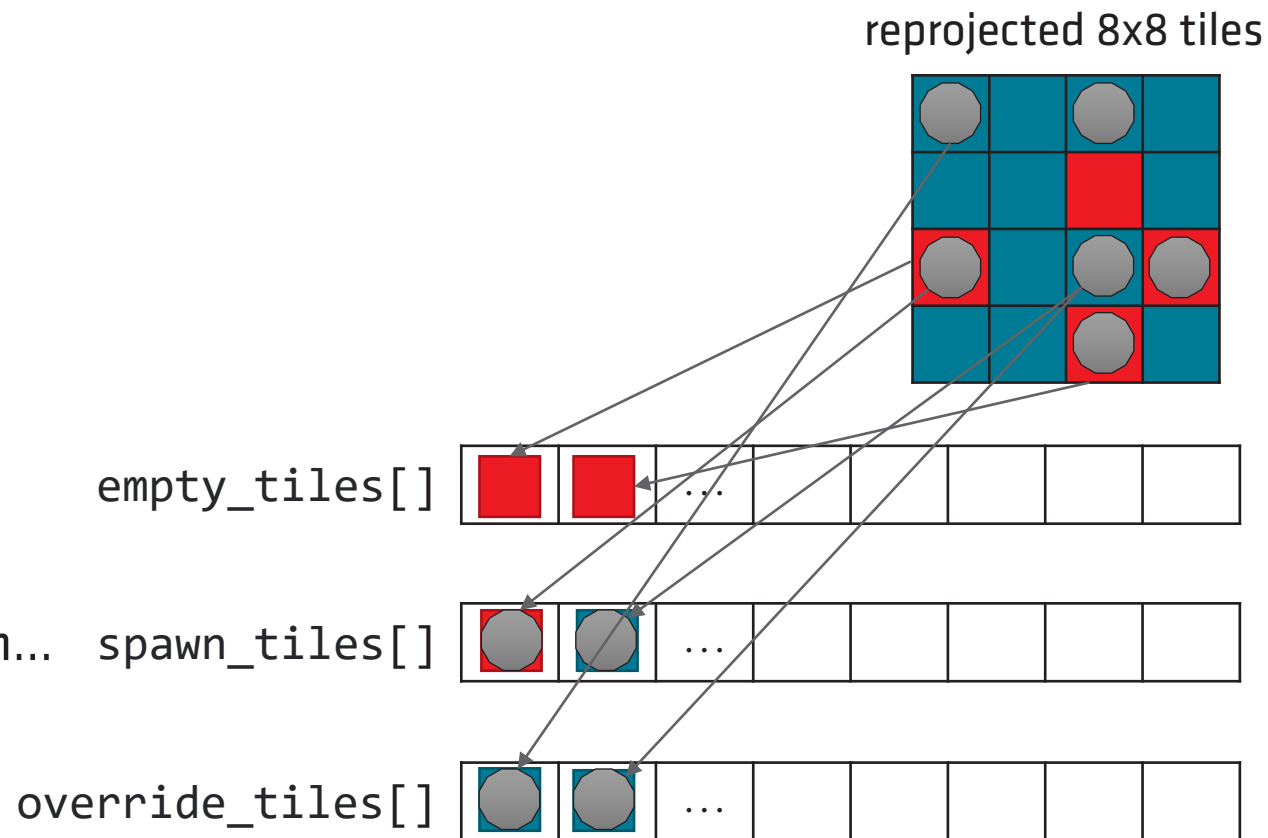 reprojected 8x8 tiles
empty_tiles[] ...
spawn_tiles[] ...
override_tiles[] ...